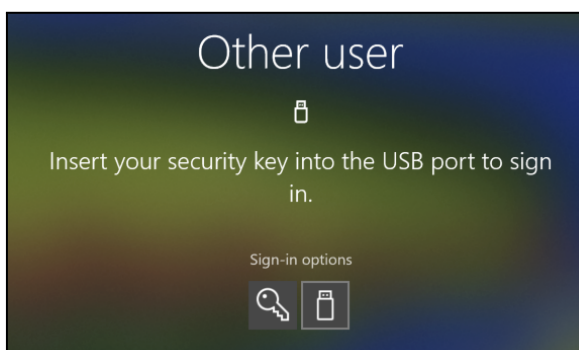 Other user
Insert your security key into the USB port to sign
in.
Sign-in options